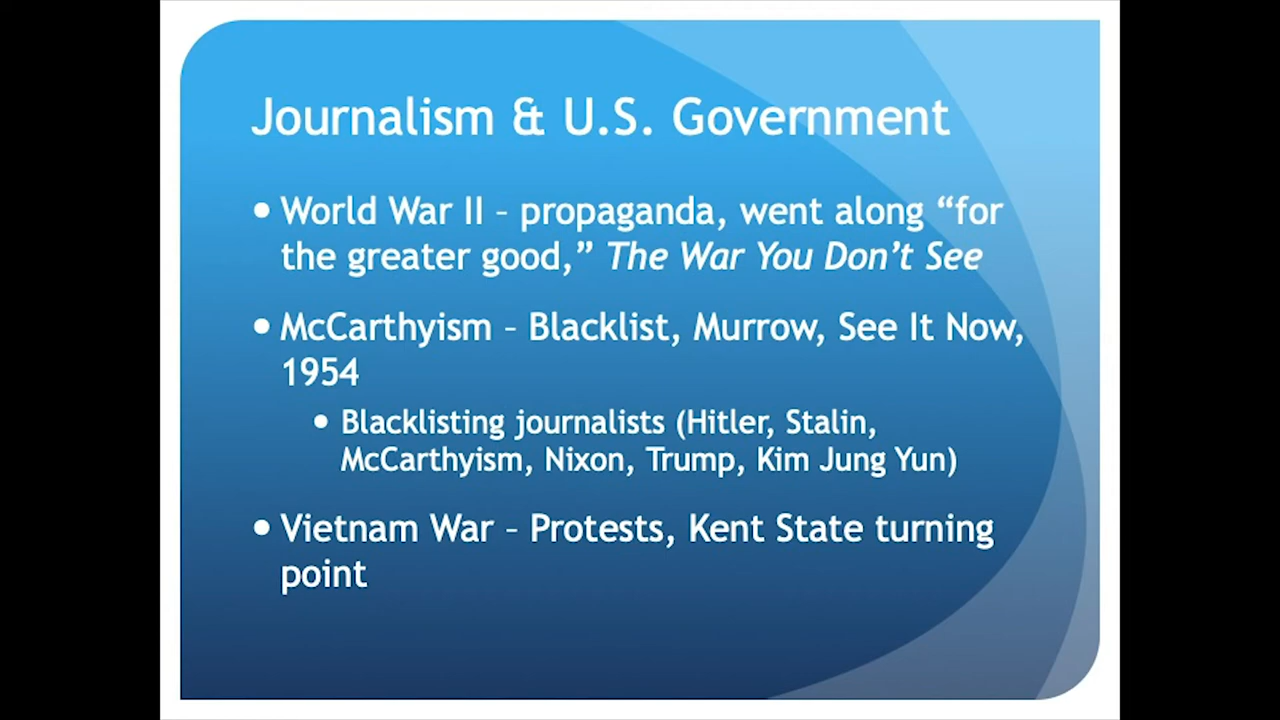 Journalism & U.S. Government
• World War II – propaganda, went along “for
the greater good,” The War You Don’t See
• McCarthyism – Blacklist, Murrow, See It Now,
1954
• Blacklisting journalists (Hitler, Stalin,
McCarthyism, Nixon, Trump, Kim Jung Yun)
• Vietnam War – Protests, Kent State turning
point